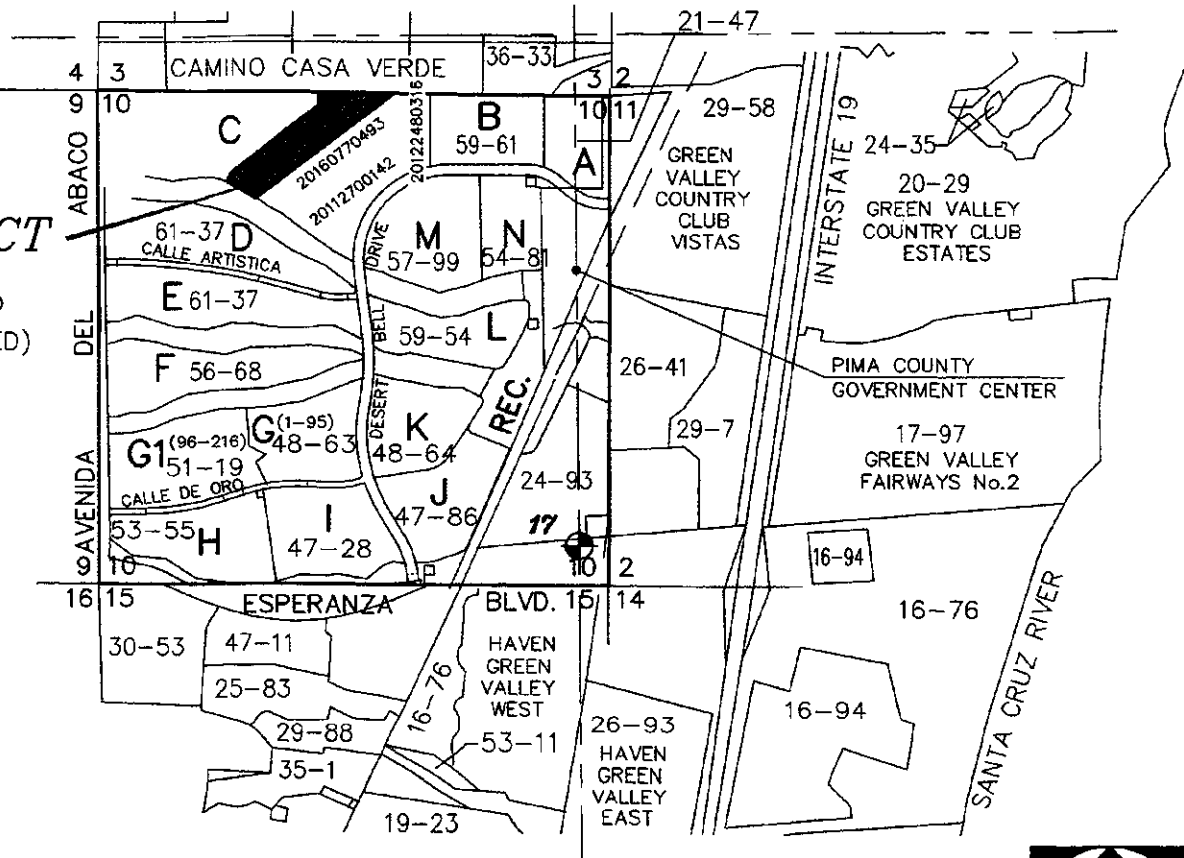 21-47
36-33
4 3
CAMINO CASA VERDE
3 2
9 10
10 11
C
B
59-61
A
29-58
24-35
20160770493
20112700142
20122480316
GREEN
VALLEY
COUNTRY
CLUB
VISTAS
INTERSTATE 19
20-29
GREEN VALLEY
COUNTRY CLUB
ESTATES
AVENIDA DEL ABACO
CT
ED)
61-37 D
CALLE ARTISTICA
M
57-99
N
54-81
DESERT BELL DRIVE
E 61-37
59-54 L
F 56-68
26-41
PIMA COUNTY
GOVERNMENT CENTER
REC.
G (1-95)
48-63
K
48-64
29-7
17-97
GREEN VALLEY
FAIRWAYS No.2
G1 (96-216)
51-19
CALLE DE ORO
J
47-86
24-93
53-55 H
I
47-28
17
16-94
9 10
10 2
16 15
ESPERANZA BLVD.
15 14
16-76
30-53
47-11
HAVEN
GREEN
VALLEY
WEST
25-83
16-76
29-88
53-11
26-93
HAVEN
GREEN
VALLEY
EAST
16-94
SANTA CRUZ RIVER
35-1
19-23